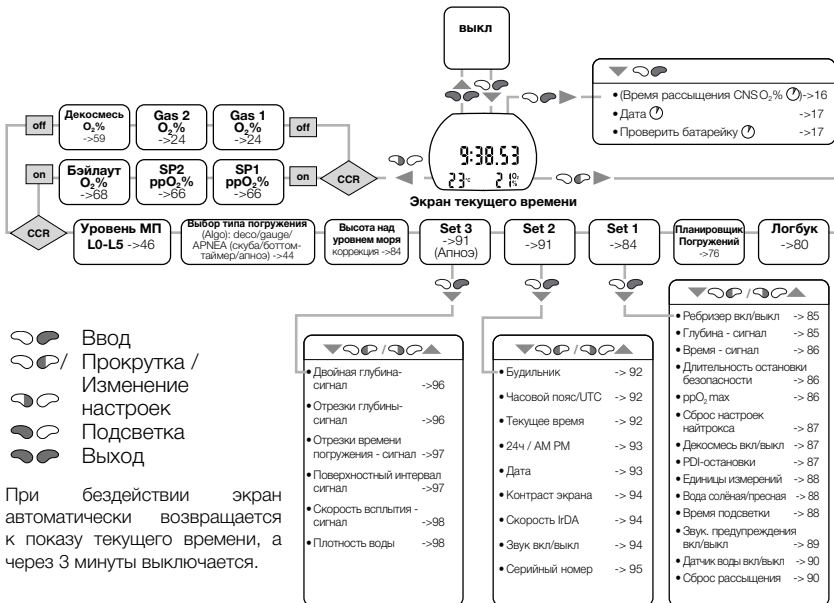 ВЫКЛ
• (Время рассыщения CNS O₂% )->16
• Дата ->17
• Проверить батарейку ->17
off
Декосмесь
O₂%
->59
Gas 2
O₂%
->24
Gas 1
O₂%
->24
off
on
Бэйлаут
O₂%
->68
SP2
ppO₂%
->66
SP1
ppO₂%
->66
on
CCR
9:38.53
23°C 21 O₂%
Экран текущего времени
CCR
Уровень МП
L0-L5 ->46
Выбор типа погружения
(Algo): deco/gauge/
APNEA (скуба/боттом-
таймер/апноэ) ->44
Высота над
уровнем моря
коррекция ->84
Set 3
->91
(Апноэ)
Set 2
->91
Set 1
->84
Планировщик
Погружений
->76
Логбук
->80
Ввод
/ Прокрутка /
Изменение
настроек
Подсветка
Выход
При бездействии экран
автоматически возвращается
к показу текущего времени, а
через 3 минуты выключается.
/
• Двойная глубина-
сигнал ->96
• Отрезки глубины-
сигнал ->96
• Отрезки времени
погружения - сигнал ->97
• Поверхностный интервал
сигнал ->97
• Скорость всплытия -
сигнал ->98
• Плотность воды ->98
/
• Будильник -> 92
• Часовой пояс/UTC -> 92
• Текущее время -> 92
• 24ч / AM PM -> 93
• Дата -> 93
• Контраст экрана -> 94
• Скорость IrDA -> 94
• Звук вкл/выкл -> 94
• Серийный номер -> 95
/
• Ребризер вкл/выкл -> 85
• Глубина - сигнал -> 85
• Время - сигнал -> 86
• Длительность остановки
безопасности -> 86
• ppO₂ max -> 86
• Сброс настроек
найтрокса -> 87
• Декосмесь вкл/выкл -> 87
• PDI-остановки -> 87
• Единицы измерений -> 88
• Вода солёная/пресная -> 88
• Время подсветки -> 88
• Звук. предупреждения
вкл/выкл -> 89
• Датчик воды вкл/выкл -> 90
• Сброс рассыщения -> 90